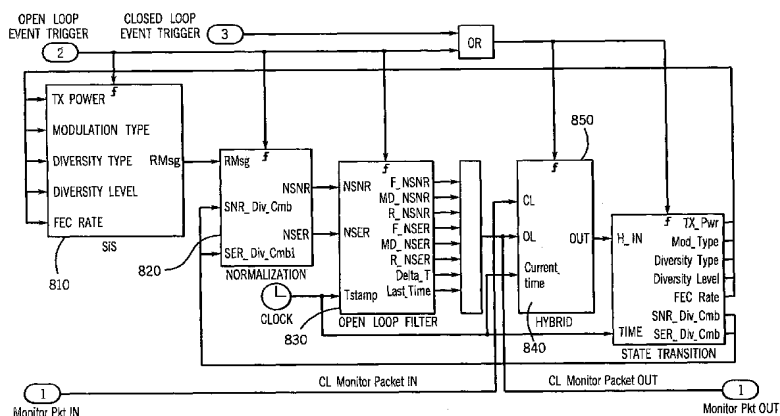 OPEN LOOP
EVENT TRIGGER
2
CLOSED LOOP
EVENT TRIGGER
3
OR
f
TX POWER
MODULATION TYPE
DIVERSITY TYPE
RMsg
DIVERSITY LEVEL
FEC RATE
SiS
810
f
RMsg
NSNR
SNR_Div_Cmb
NSER
SER_Div_Cmb1
NORMALIZATION
820
CLOCK
f
NSNR
NSER
Tstamp
F_NSNR
MD_NSNR
R_NSNR
F_NSER
MD_NSER
R_NSER
Delta_T
Last_Time
OPEN LOOP FILTER
830
850
f
CL
OL
OUT
Current_
time
HYBRID
840
f
H_IN
TIME
TX_Pwr
Mod_Type
Diversity Type
Diversity Level
FEC Rate
SNR_Div_Cmb
SER_Div_Cmb
STATE TRANSITION
1
Monitor Pkt IN
CL Monitor Packet IN
CL Monitor Packet OUT
1
Monitor Pkt OUT